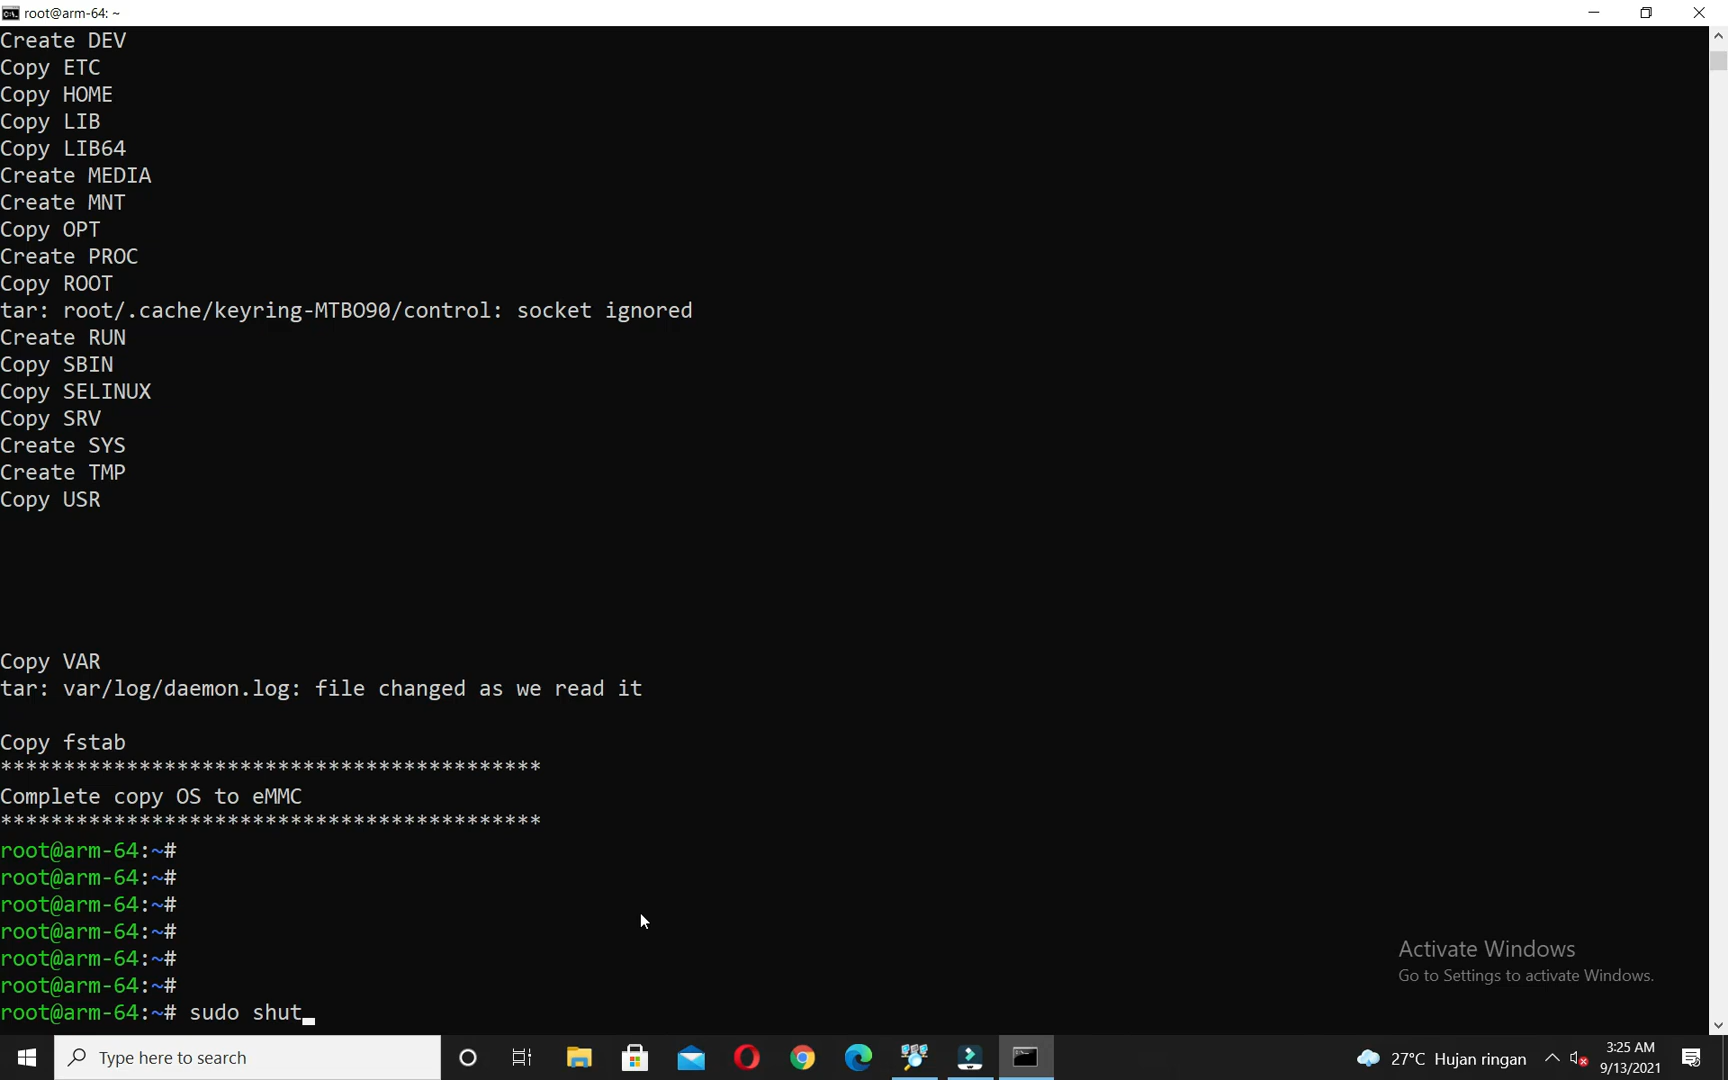 root@arm-64: ~
Create DEV
Copy ETC
Copy HOME
Copy LIB
Copy LIB64
Create MEDIA
Create MNT
Copy OPT
Create PROC
Copy ROOT
tar: root/.cache/keyring-MTBO90/control: socket ignored
Create RUN
Copy SBIN
Copy SELINUX
Copy SRV
Create SYS
Create TMP
Copy USR
Copy VAR
tar: var/log/daemon.log: file changed as we read it
Copy fstab
*******************************************
Complete copy OS to eMMC
*******************************************
root@arm-64:~#
root@arm-64:~#
root@arm-64:~#
root@arm-64:~#
root@arm-64:~#
root@arm-64:~#
root@arm-64:~# sudo shut_
Activate Windows
Go to Settings to activate Windows.
Type here to search
27°C Hujan ringan
3:25 AM
9/13/2021